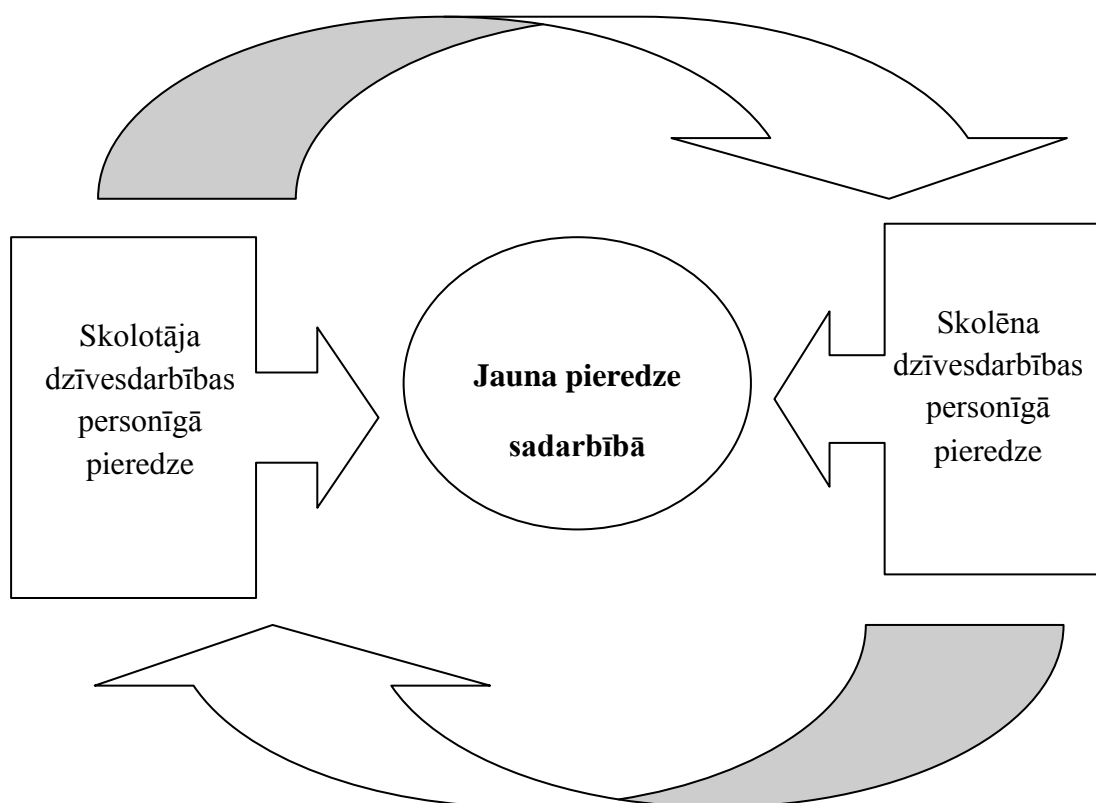 Skolotāja
dzīvesdarbības
personīgā
pieredze
Jauna pieredze
sadarbībā
Skolēna
dzīvesdarbības
personīgā
pieredze